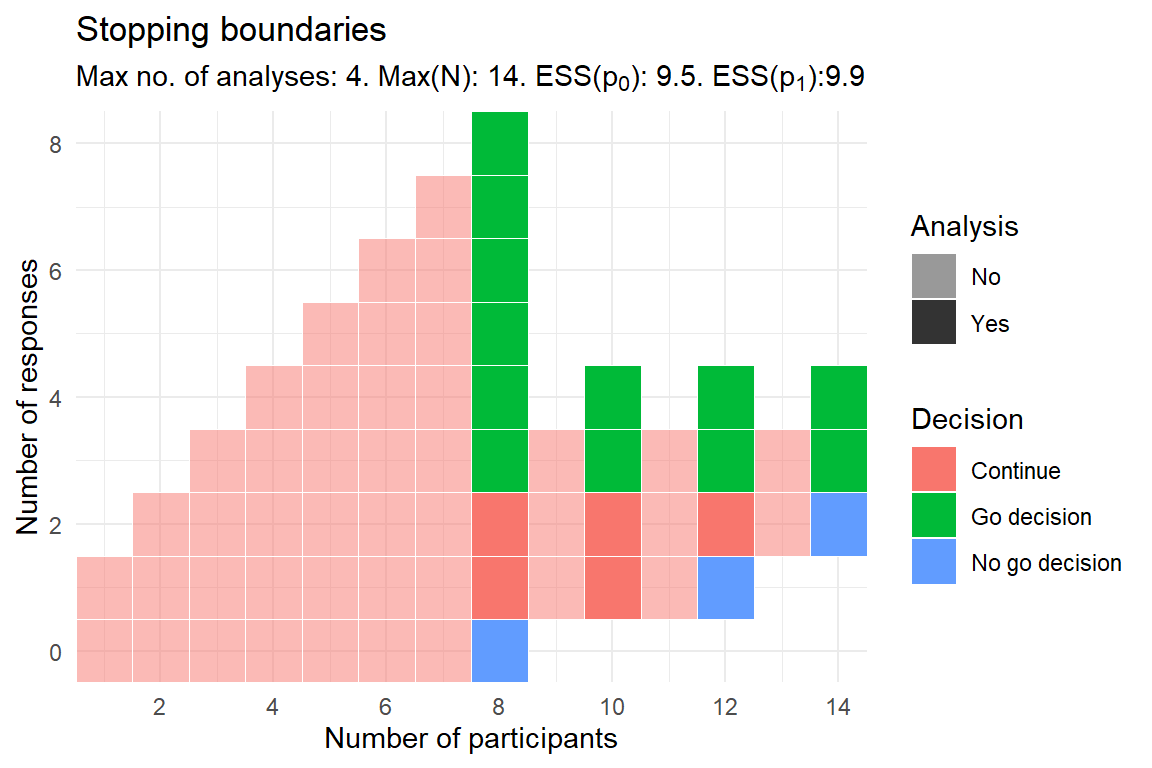 Stopping boundaries
Max no. of analyses: 4. Max(N): 14. ESS(p₀): 9.5. ESS(p₁):9.9
Number of responses
8
6
4
2
0
2 4 6 8 10 12 14
Number of participants
Analysis
No
Yes
Decision
Continue
Go decision
No go decision